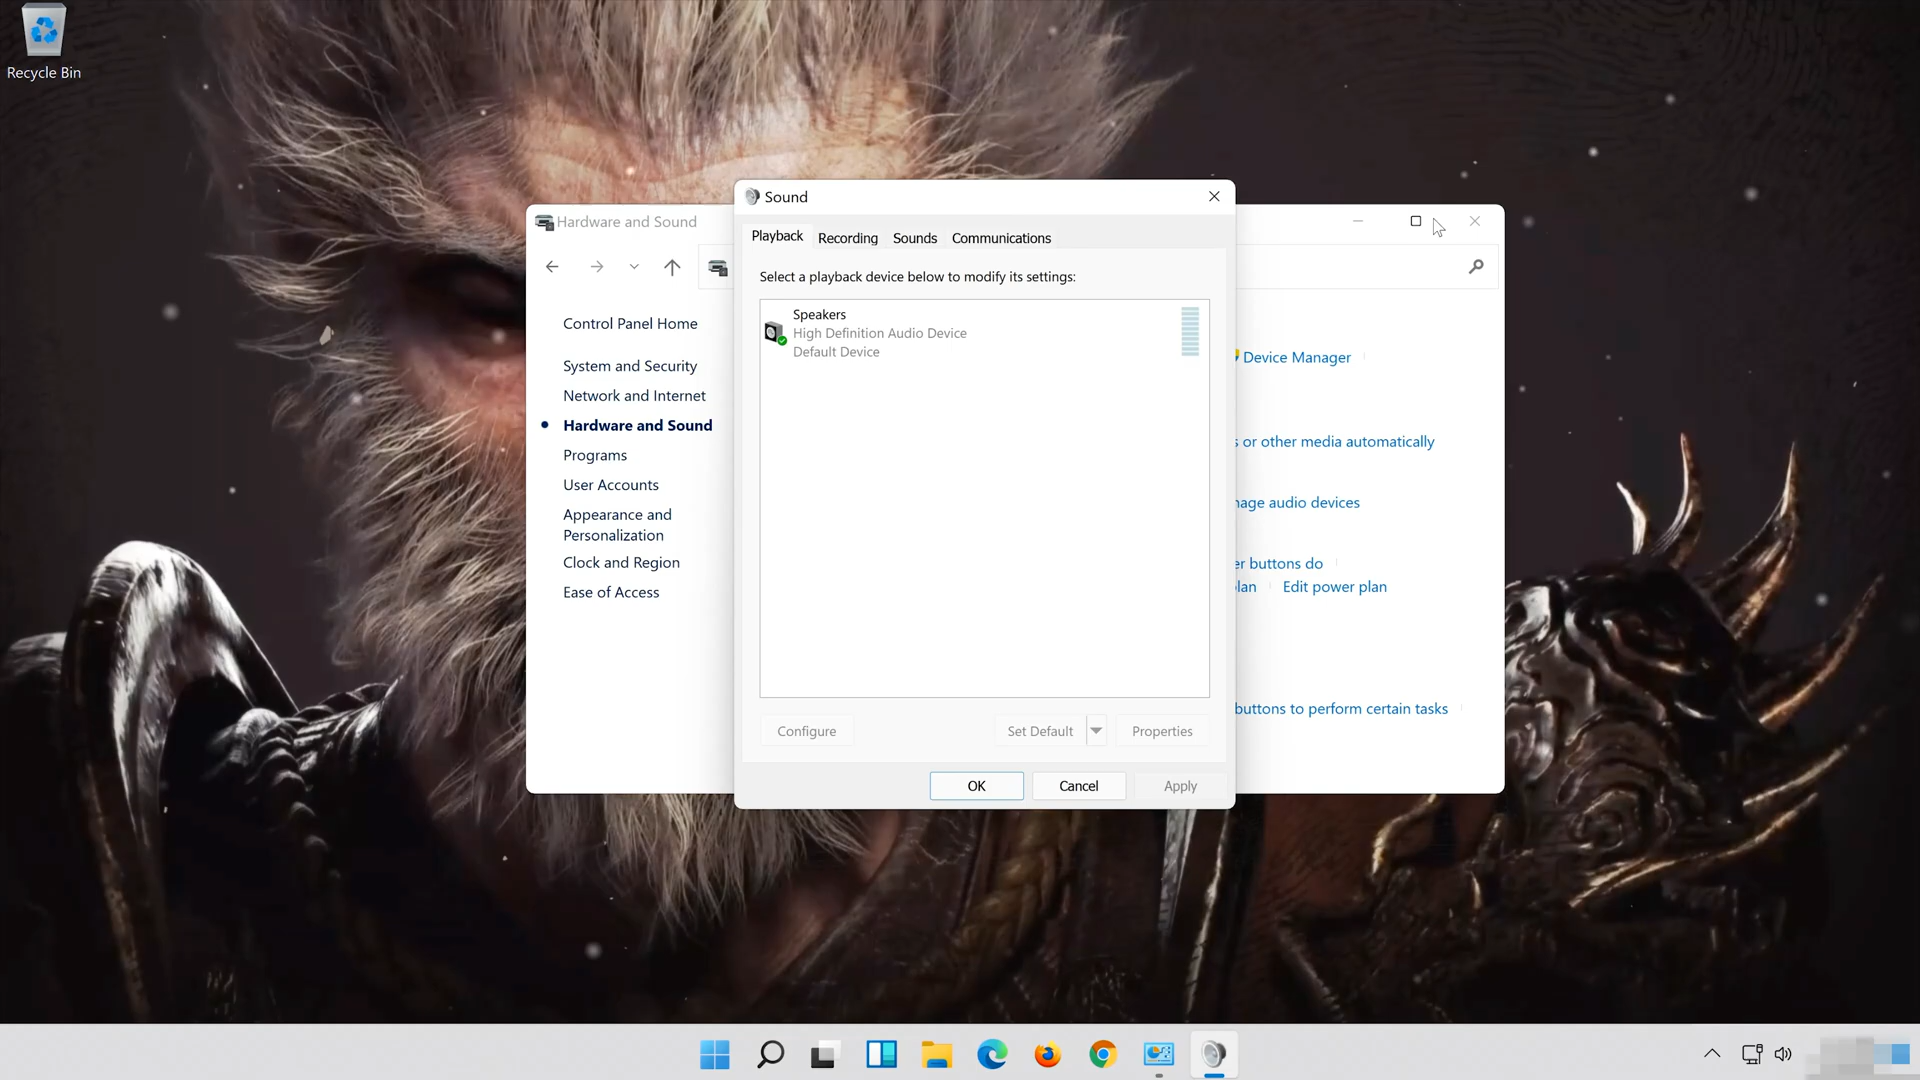 Recycle Bin
Sound
Hardware and Sound
Playback
Recording
Sounds
Communications
Select a playback device below to modify its settings:
Speakers
High Definition Audio Device
Default Device
Control Panel Home
System and Security
Network and Internet
Hardware and Sound
Programs
User Accounts
Appearance and
Personalization
Clock and Region
Ease of Access
Device Manager
or other media automatically
audio devices
buttons do
Edit power plan
buttons to perform certain tasks
Configure
Set Default
Properties
OK
Cancel
Apply